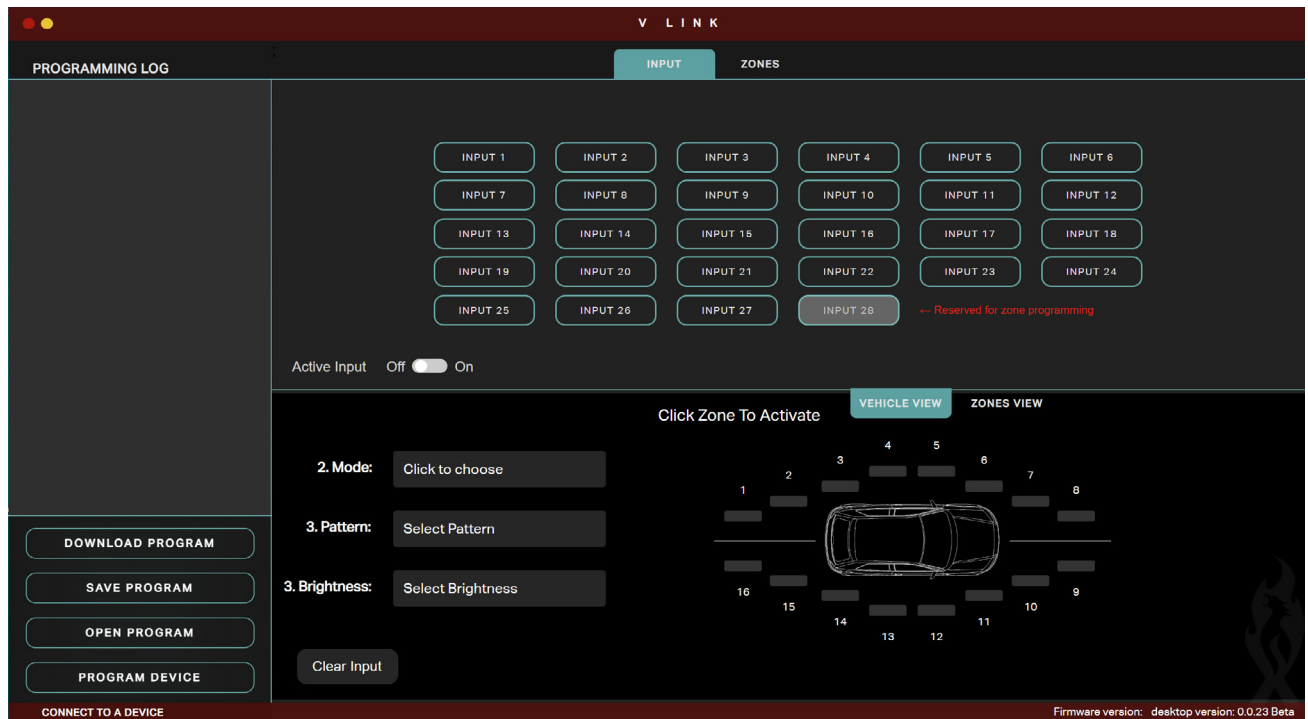 V LINK
PROGRAMMING LOG
INPUT ZONES
INPUT 1 INPUT 2 INPUT 3 INPUT 4 INPUT 5 INPUT 6
INPUT 7 INPUT 8 INPUT 9 INPUT 10 INPUT 11 INPUT 12
INPUT 13 INPUT 14 INPUT 15 INPUT 16 INPUT 17 INPUT 18
INPUT 19 INPUT 20 INPUT 21 INPUT 22 INPUT 23 INPUT 24
INPUT 25 INPUT 26 INPUT 27 INPUT 28 ← Reserved for zone programming
Active Input Off On
VEHICLE VIEW ZONES VIEW
Click Zone To Activate
2. Mode: Click to choose
3. Pattern: Select Pattern
3. Brightness: Select Brightness
Clear Input
4 5
3 6
2 7
1 8
16 9
15 10
14 11
13 12
DOWNLOAD PROGRAM
SAVE PROGRAM
OPEN PROGRAM
PROGRAM DEVICE
CONNECT TO A DEVICE
Firmware version: desktop version: 0.0.23 Beta